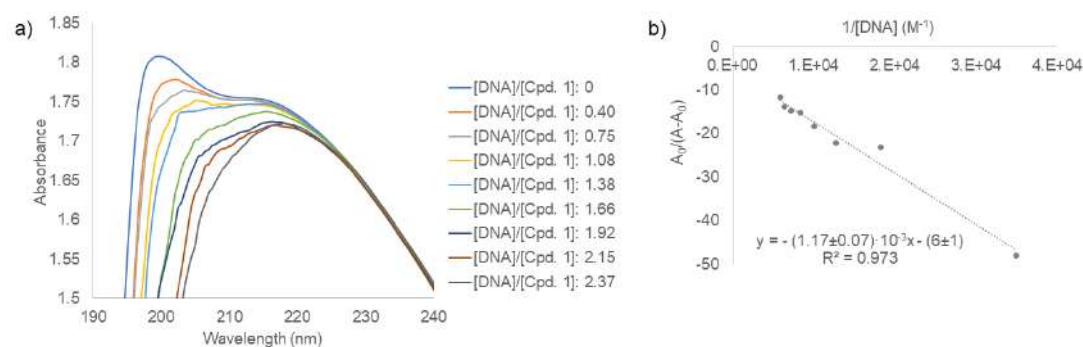 a)
1.85
1.8
1.75
1.7
1.65
1.6
1.55
1.5
Absorbance
190 200 210 220 230 240
Wavelength (nm)
[DNA]/[Cpd. 1]: 0
[DNA]/[Cpd. 1]: 0.40
[DNA]/[Cpd. 1]: 0.75
[DNA]/[Cpd. 1]: 1.08
[DNA]/[Cpd. 1]: 1.38
[DNA]/[Cpd. 1]: 1.66
[DNA]/[Cpd. 1]: 1.92
[DNA]/[Cpd. 1]: 2.15
[DNA]/[Cpd. 1]: 2.37
b)
1/[DNA] (M⁻¹)
0.E+00 1.E+04 2.E+04 3.E+04 4.E+04
0
-10
-20
-30
-40
-50
A₀/(A-A₀)
y = - (1.17±0.07)·10⁻³x - (6±1)
R² = 0.973